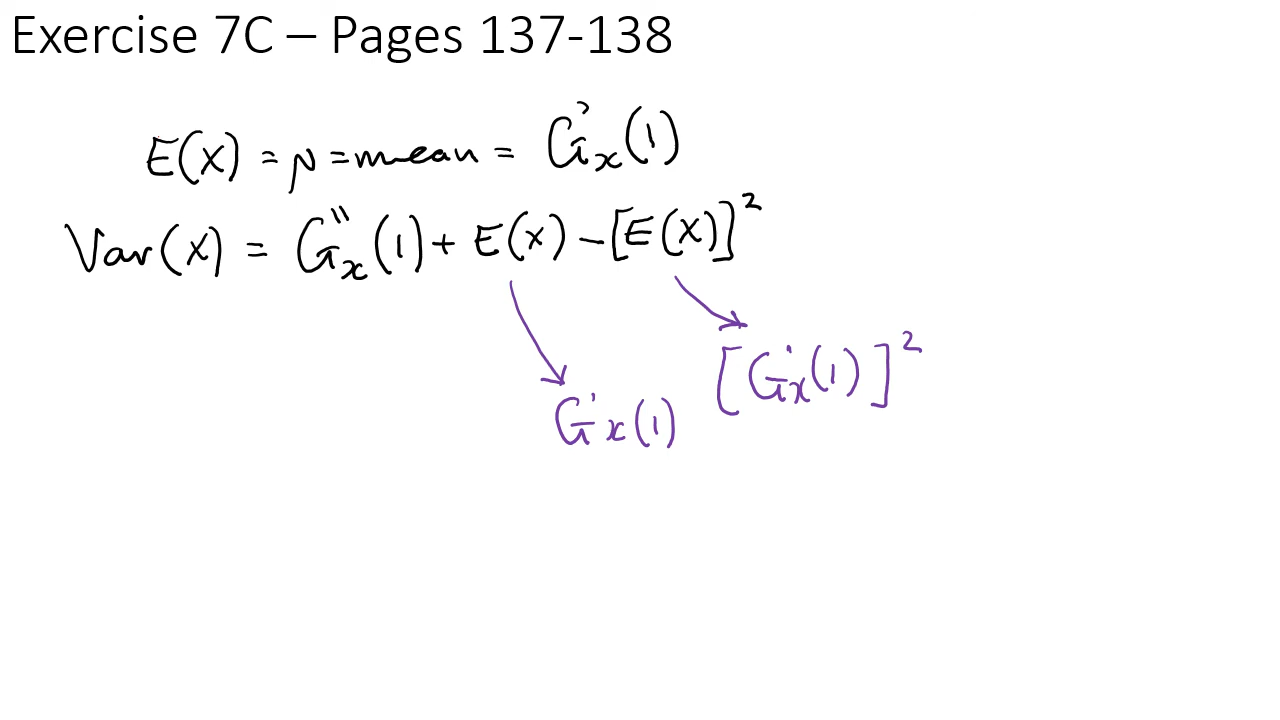 Exercise 7C – Pages 137-138
E(X) = μ = mean = G'ₓ(1)
Var(X) = G''ₓ(1) + E(X) – [E(X)]²
[G'ₓ(1)]²
G'ₓ(1)